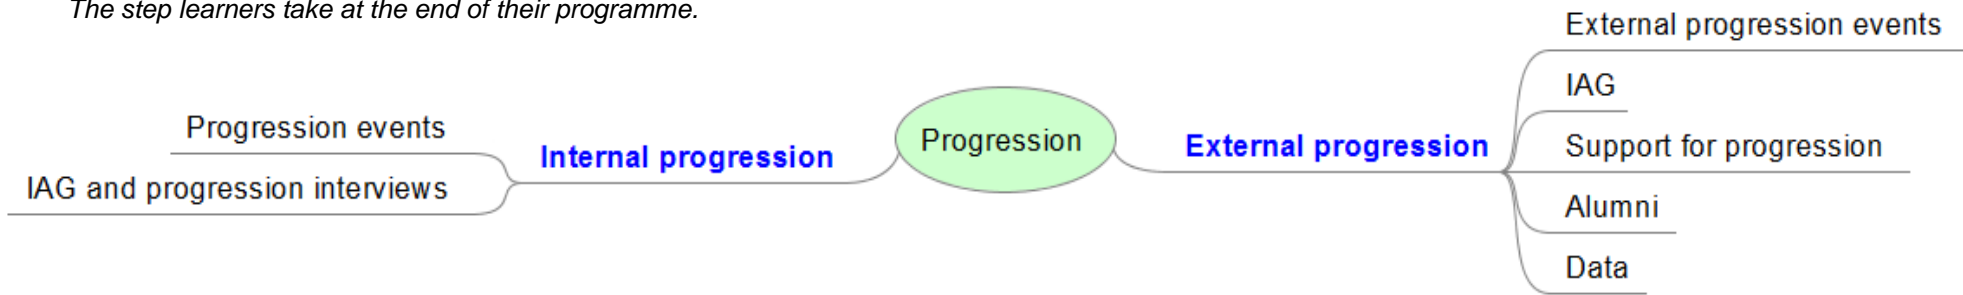 The step learners take at the end of their programme.
Progression
Internal progression
Progression events
IAG and progression interviews
External progression
External progression events
IAG
Support for progression
Alumni
Data